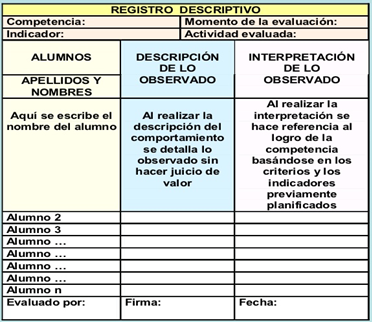 REGISTRO DESCRIPTIVO
Competencia: Momento de la evaluación:
Indicador: Actividad evaluada:
ALUMNOS
APELLIDOS Y
NOMBRES
DESCRIPCIÓN
DE LO
OBSERVADO
INTERPRETACIÓN
DE LO
OBSERVADO
Aquí se escribe el
nombre del alumno
Al realizar la
descripción del
comportamiento
se detalla lo
observado sin
hacer juicio de
valor
Al realizar la
interpretación se
hace referencia al
logro de la
competencia
basándose en los
criterios y los
indicadores
previamente
planificados
Alumno 2
Alumno 3
Alumno ...
Alumno ...
Alumno ...
Alumno ...
Alumno n
Evaluado por: Firma: Fecha: